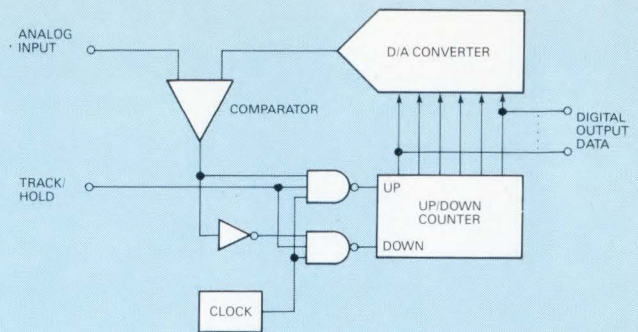 ANALOG
INPUT
D/A CONVERTER
COMPARATOR
DIGITAL
OUTPUT
DATA
TRACK/
HOLD
UP
UP/DOWN
COUNTER
DOWN
CLOCK